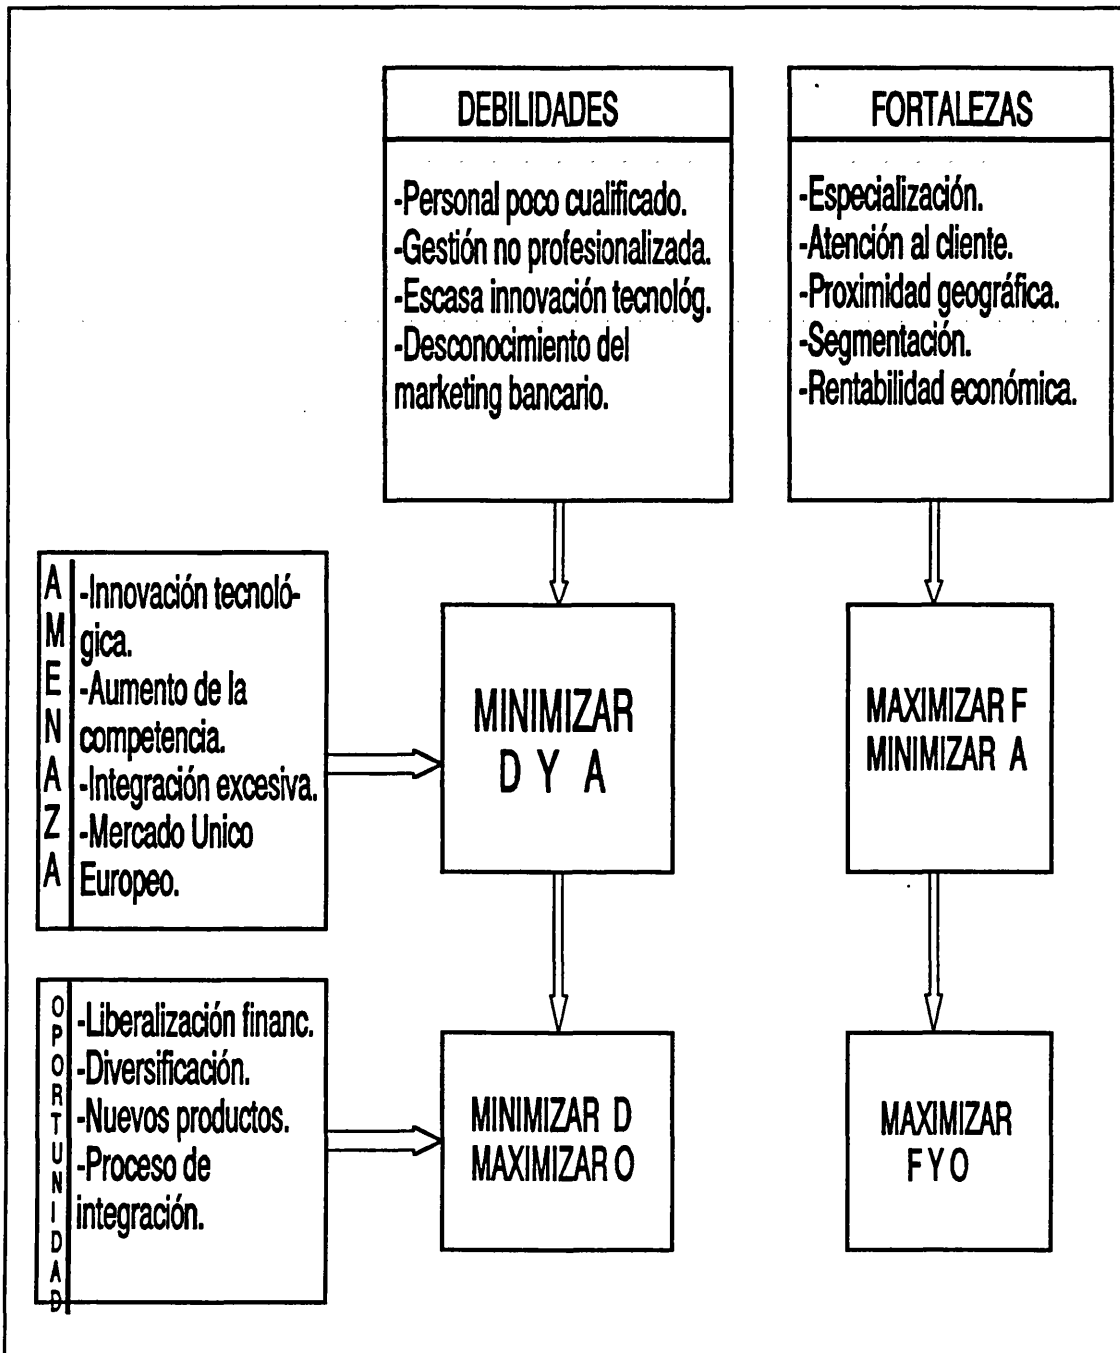 DEBILIDADES
-Personal poco cualificado.
-Gestión no profesionalizada.
-Escasa innovación tecnológ.
-Desconocimiento del
marketing bancario.
FORTALEZAS
-Especialización.
-Atención al cliente.
-Proximidad geográfica.
-Segmentación.
-Rentabilidad económica.
AMENAZA
-Innovación tecnoló-
gica.
-Aumento de la
competencia.
-Integración excesiva.
-Mercado Unico
Europeo.
MINIMIZAR
D Y A
MAXIMIZAR F
MINIMIZAR A
OPORTUNIDAD
-Liberalización financ.
-Diversificación.
-Nuevos productos.
-Proceso de
integración.
MINIMIZAR D
MAXIMIZAR O
MAXIMIZAR
F Y O